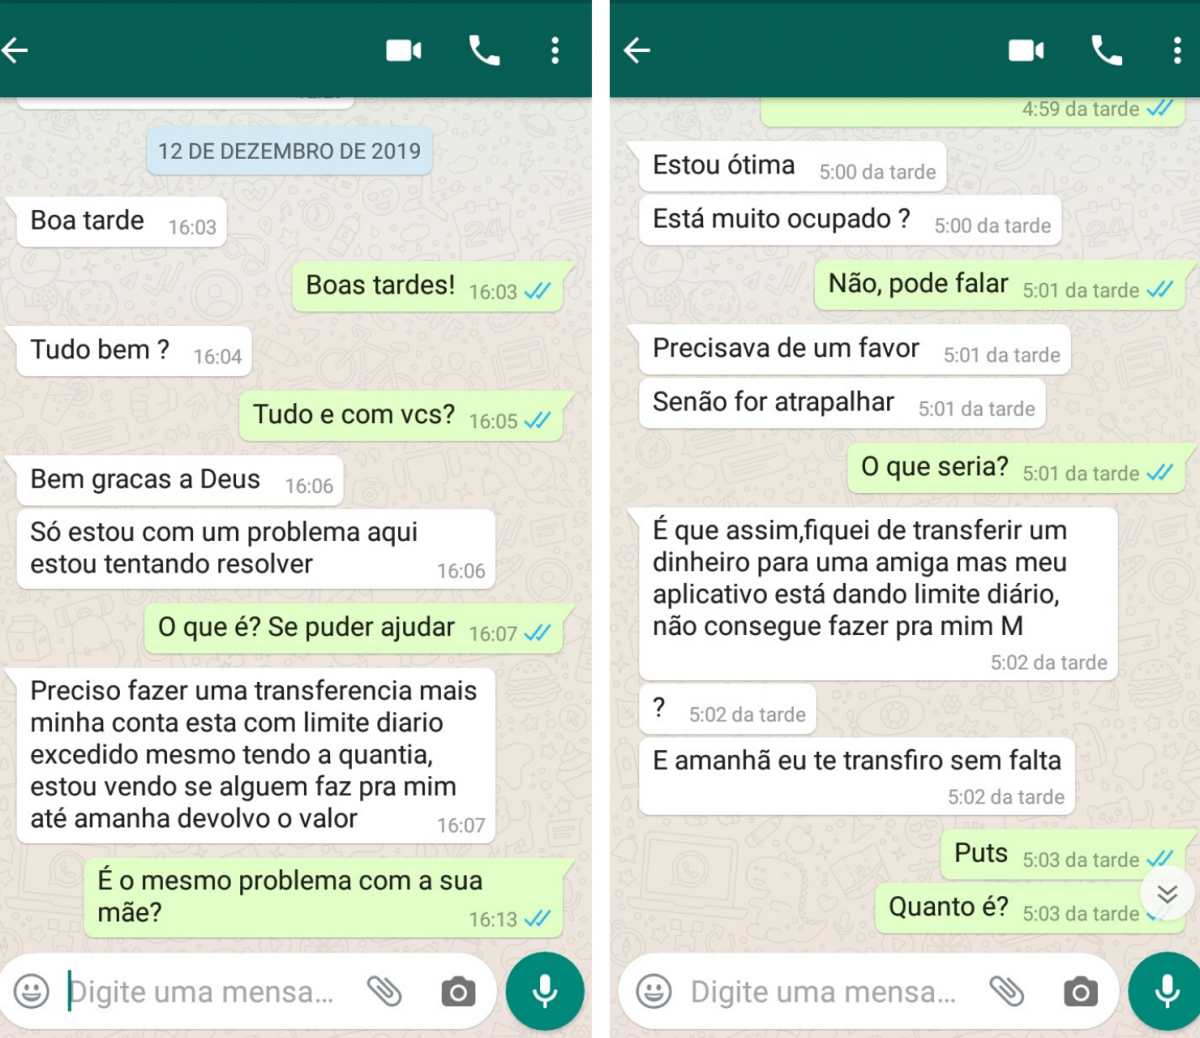 12 DE DEZEMBRO DE 2019
Boa tarde 16:03
Boas tardes! 16:03
Tudo bem ? 16:04
Tudo e com vcs? 16:05
Bem gracas a Deus 16:06
Só estou com um problema aqui
estou tentando resolver 16:06
O que é? Se puder ajudar 16:07
Preciso fazer uma transferencia mais
minha conta esta com limite diario
excedido mesmo tendo a quantia,
estou vendo se alguem faz pra mim
até amanha devolvo o valor 16:07
É o mesmo problema com a sua
mãe? 16:13
Digite uma mensa...
4:59 da tarde
Estou ótima 5:00 da tarde
Está muito ocupado ? 5:00 da tarde
Não, pode falar 5:01 da tarde
Precisava de um favor 5:01 da tarde
Senão for atrapalhar 5:01 da tarde
O que seria? 5:01 da tarde
É que assim,fiquei de transferir um
dinheiro para uma amiga mas meu
aplicativo está dando limite diário,
não consegue fazer pra mim M
5:02 da tarde
? 5:02 da tarde
E amanhã eu te transfiro sem falta
5:02 da tarde
Puts 5:03 da tarde
Quanto é? 5:03 da tarde
Digite uma mensa...